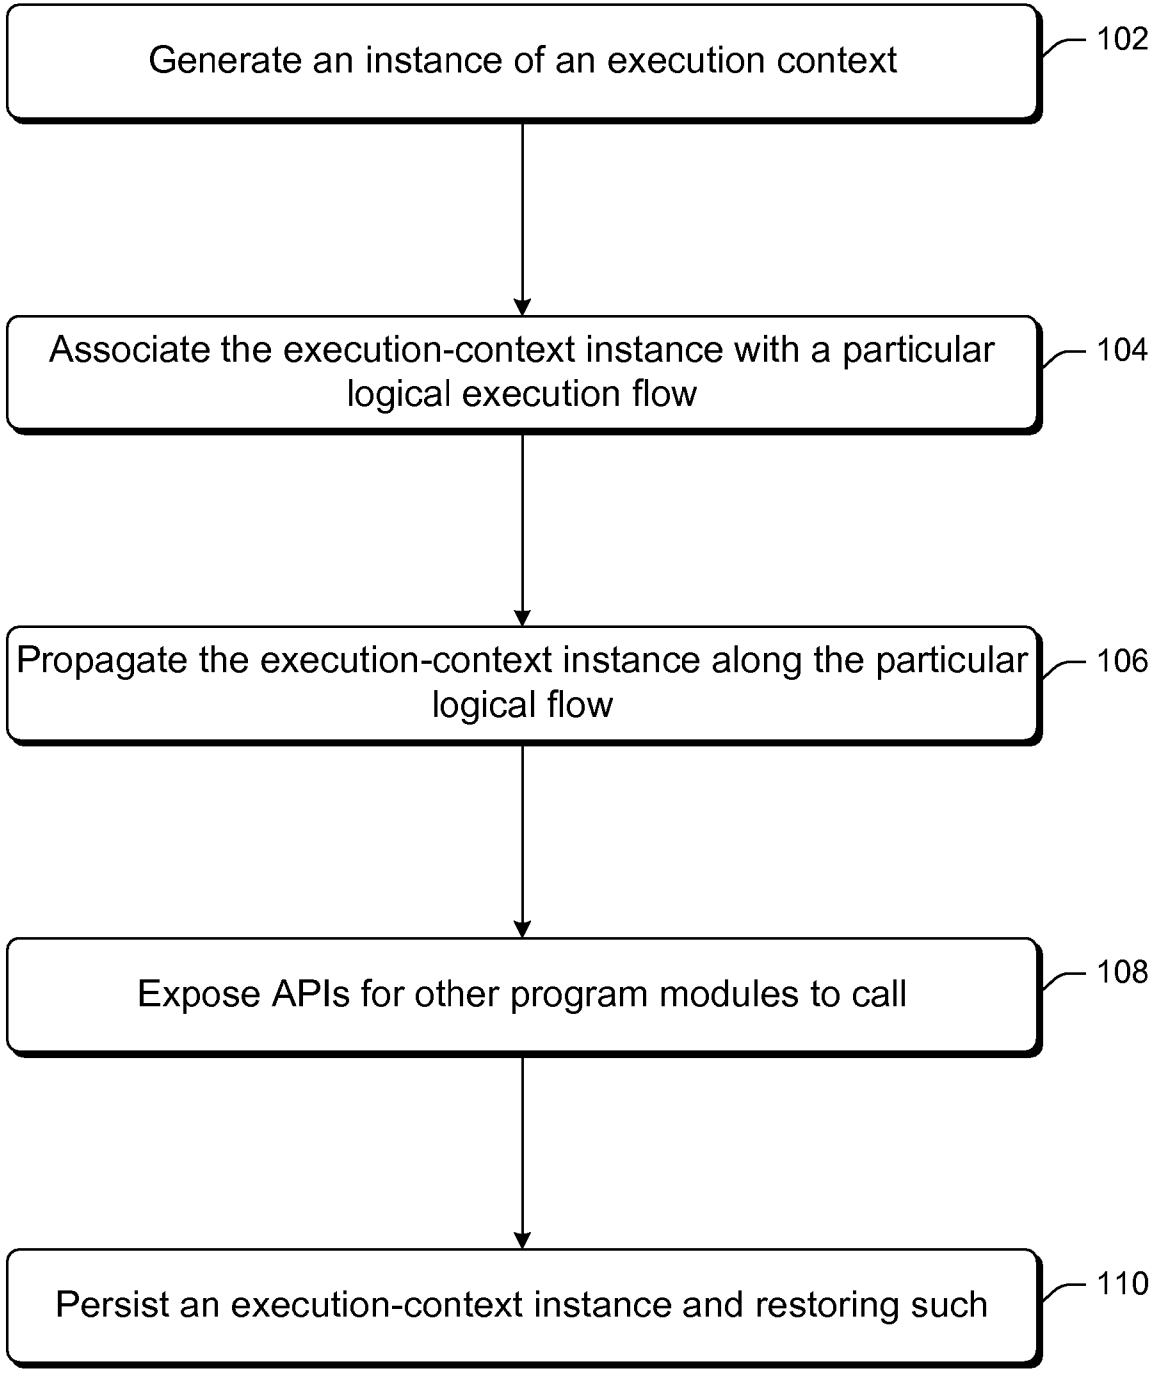 Generate an instance of an execution context
102
Associate the execution-context instance with a particular
logical execution flow
104
Propagate the execution-context instance along the particular
logical flow
106
Expose APIs for other program modules to call
108
Persist an execution-context instance and restoring such
110